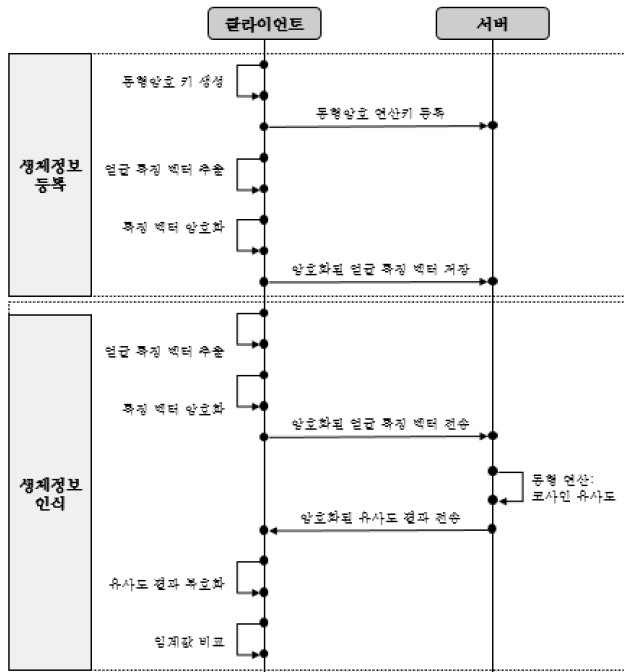 클라이언트
서버
동형암호 키 생성
동형암호 연산키 등록
생체정보
등록
얼굴 특징 벡터 추출
특징 벡터 암호화
암호화된 얼굴 특징 벡터 저장
얼굴 특징 벡터 추출
특징 벡터 암호화
암호화된 얼굴 특징 벡터 전송
생체정보
인식
동형 연산:
코사인 유사도
암호화된 유사도 결과 전송
유사도 결과 복호화
임계값 비교